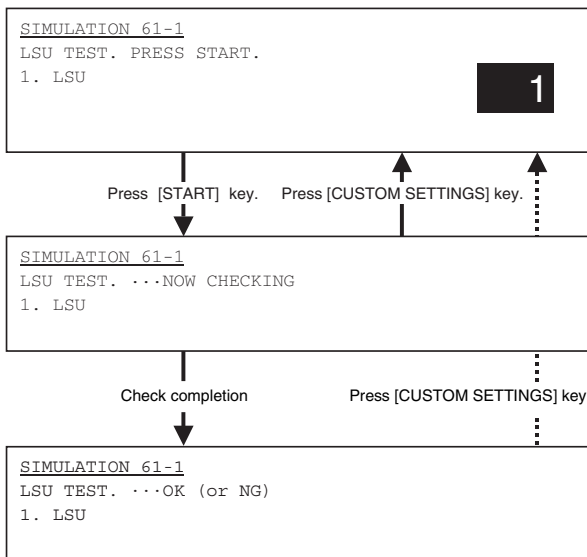 SIMULATION 61-1
LSU TEST. PRESS START.
1. LSU
1
Press [START] key. Press [CUSTOM SETTINGS] key.
SIMULATION 61-1
LSU TEST. ···NOW CHECKING
1. LSU
Check completion Press [CUSTOM SETTINGS] key
SIMULATION 61-1
LSU TEST. ···OK (or NG)
1. LSU